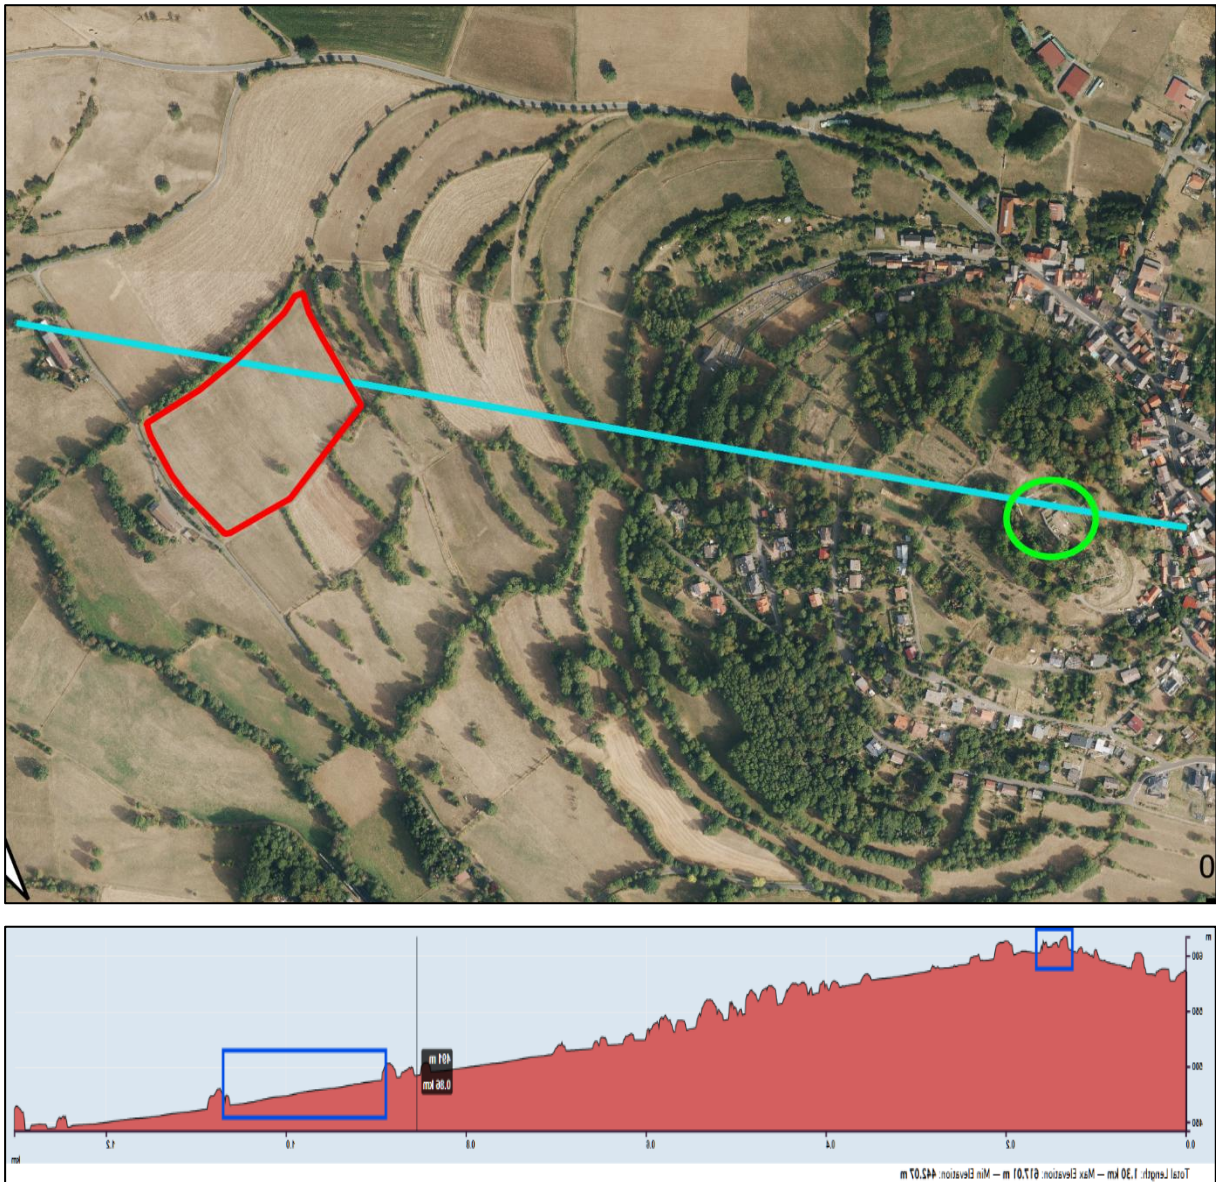 0
m
600
550
491 m
500
0.86 km
450
1.2 1.0 0.8 0.6 0.4 0.2 0.0
km
Total Length: 1.30 km — Max Elevation: 617.01 m — Min Elevation: 442.07 m